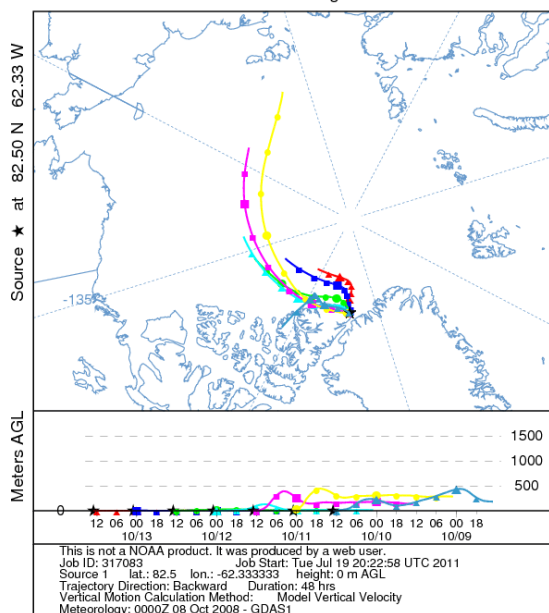 Source ★ at 82.50 N 62.33 W
-135
Meters AGL
1500
1000
500
0
12 06 00 18 12 06 00 18 12 06 00 18 12 06 00 18 12 06 00 18
10/13 10/12 10/11 10/10 10/09
This is not a NOAA product. It was produced by a web user.
Job ID: 317083 Job Start: Tue Jul 19 20:22:58 UTC 2011
Source 1 lat.: 82.5 lon.: -62.333333 height: 0 m AGL
Trajectory Direction: Backward Duration: 48 hrs
Vertical Motion Calculation Method: Model Vertical Velocity
Meteorology: 0000Z 08 Oct 2008 - GDAS1